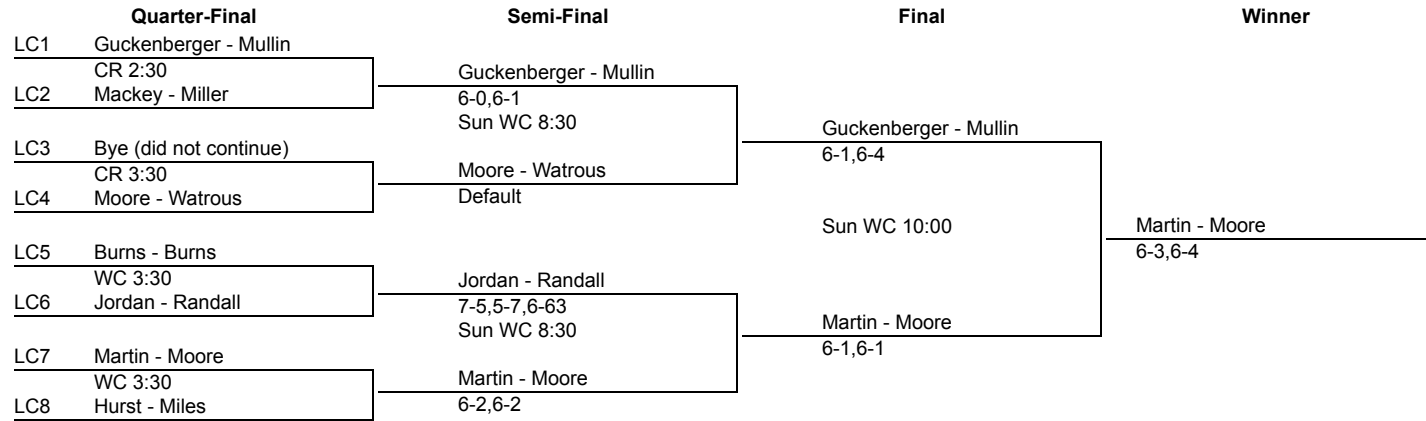 Quarter-Final Semi-Final Final Winner
LC1 Guckenberger - Mullin
CR 2:30
LC2 Mackey - Miller
LC3 Bye (did not continue)
CR 3:30
LC4 Moore - Watrous
LC5 Burns - Burns
WC 3:30
LC6 Jordan - Randall
LC7 Martin - Moore
WC 3:30
LC8 Hurst - Miles
Guckenberger - Mullin
6-0,6-1
Sun WC 8:30
Moore - Watrous
Default
Jordan - Randall
7-5,5-7,6-63
Sun WC 8:30
Martin - Moore
6-2,6-2
Guckenberger - Mullin
6-1,6-4
Sun WC 10:00
Martin - Moore
6-1,6-1
Martin - Moore
6-3,6-4